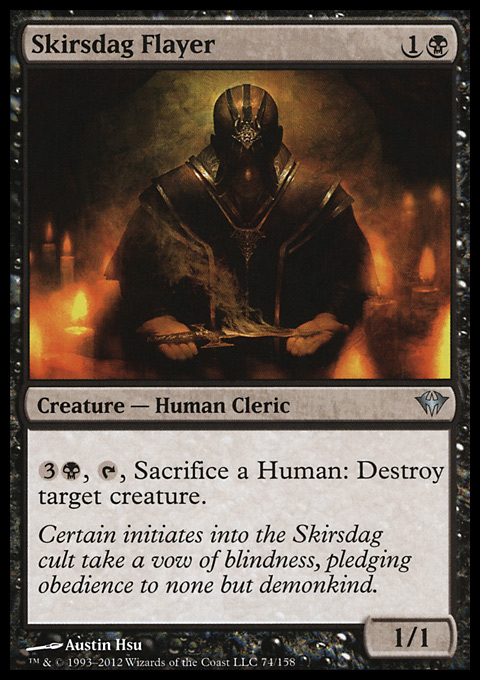 Skirsdag Flayer 1
Creature — Human Cleric
3, , Sacrifice a Human: Destroy
target creature.
Certain initiates into the Skirsdag
cult take a vow of blindness, pledging
obedience to none but demonkind.
Austin Hsu
1/1
™ & © 1993–2012 Wizards of the Coast LLC 74/158